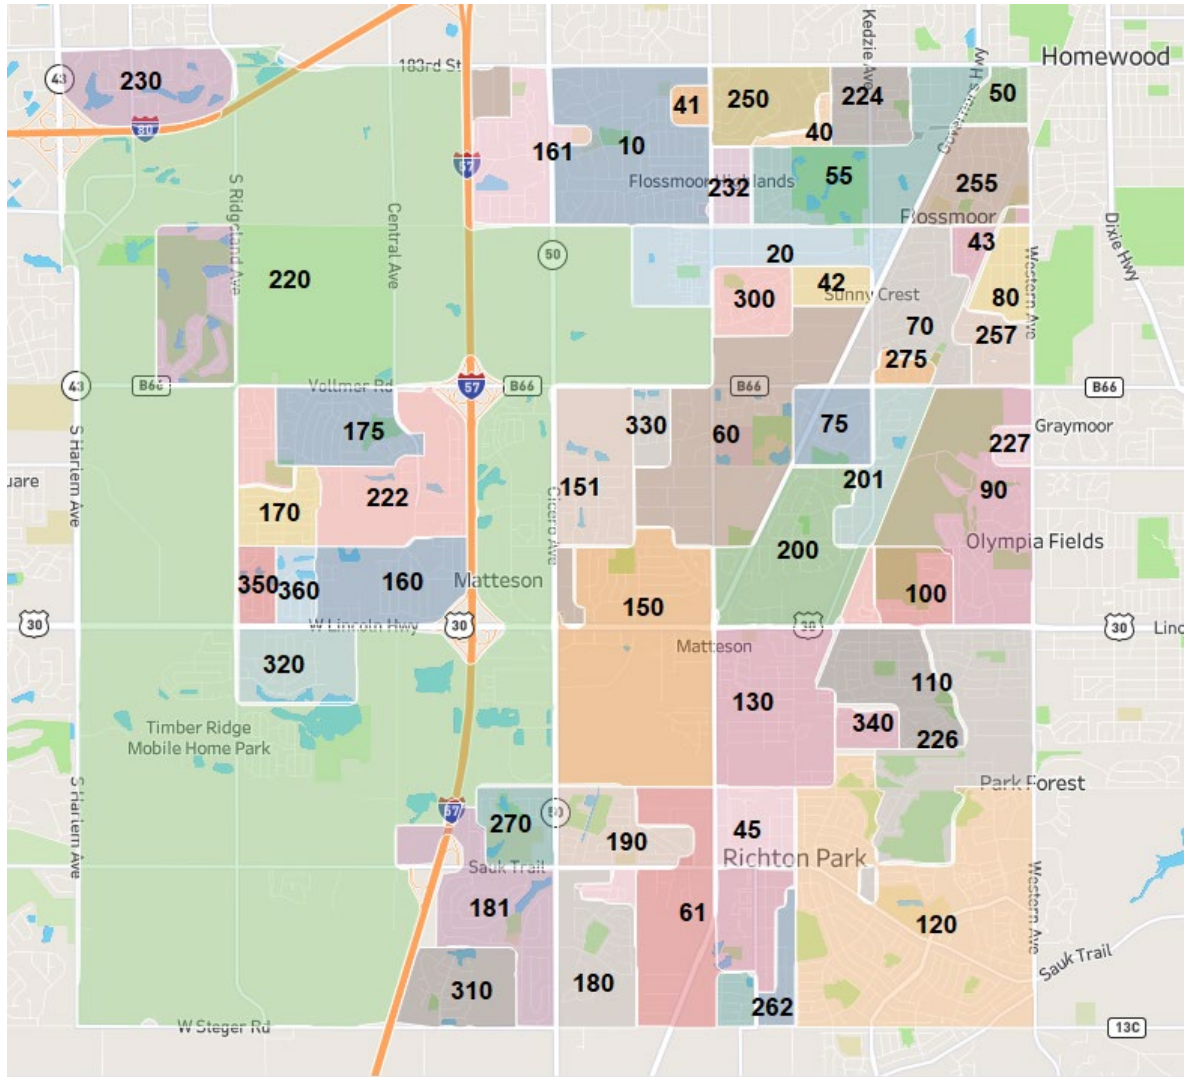 Homewood
183rd St
Kedzie Ave
Governors Hwy
43
230
80
57
161
10
41
250
40
224
50
Flossmoor Highlands
232
55
255
Flossmoor
S Ridgeland Ave
Central Ave
220
50
20
43
Dixie Hwy
300
42
Sunny Crest
80
Western Ave
70
257
275
43
B66
Vollmer Rd
57
B66
B66
B66
S Harlem Ave
175
330
60
75
227
Graymoor
uare
170
222
151
Cicero Ave
201
90
200
Olympia Fields
350
360
160
Matteson
150
100
30
W Lincoln Hwy
30
30
30
Linc
320
Matteson
130
110
340
226
Timber Ridge
Mobile Home Park
S Harlem Ave
57
270
50
190
45
Park Forest
Sauk Trail
Richton Park
181
61
120
Western Ave
Sauk Trail
310
180
262
W Steger Rd
13C